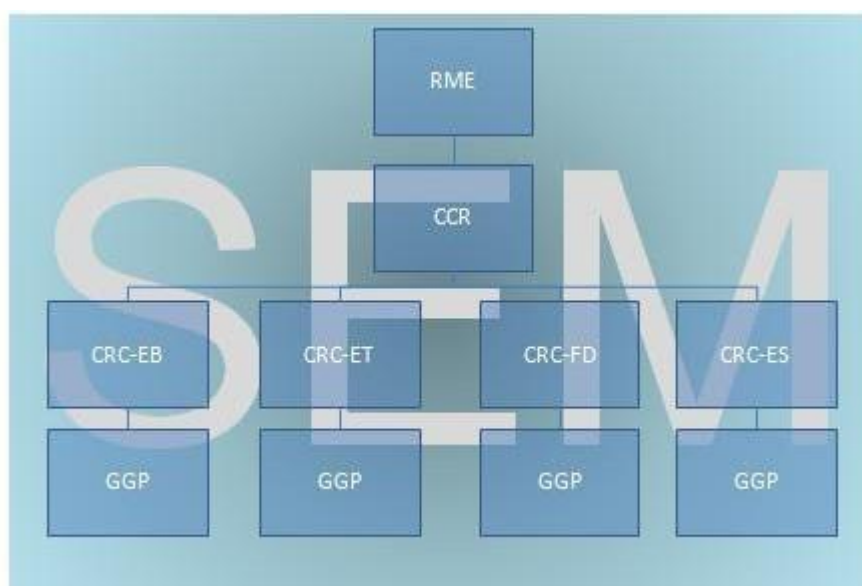 RME
SEM
CCR
CRC-EB CRC-ET CRC-FD CRC-ES
GGP GGP GGP GGP